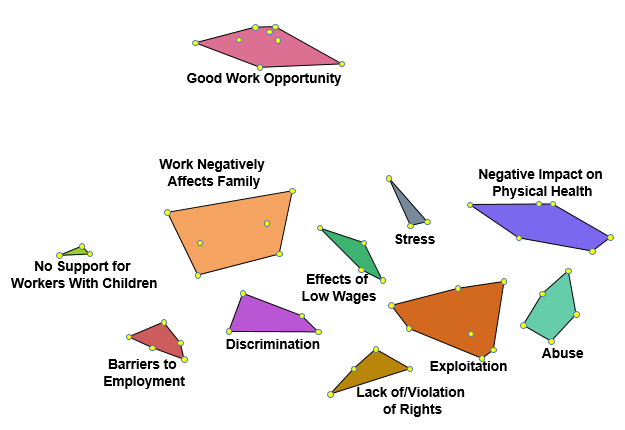 Good Work Opportunity
Work Negatively
Affects Family
Negative Impact on
Physical Health
Stress
No Support for
Workers With Children
Effects of
Low Wages
Discrimination
Abuse
Barriers to
Employment
Exploitation
Lack of/Violation
of Rights